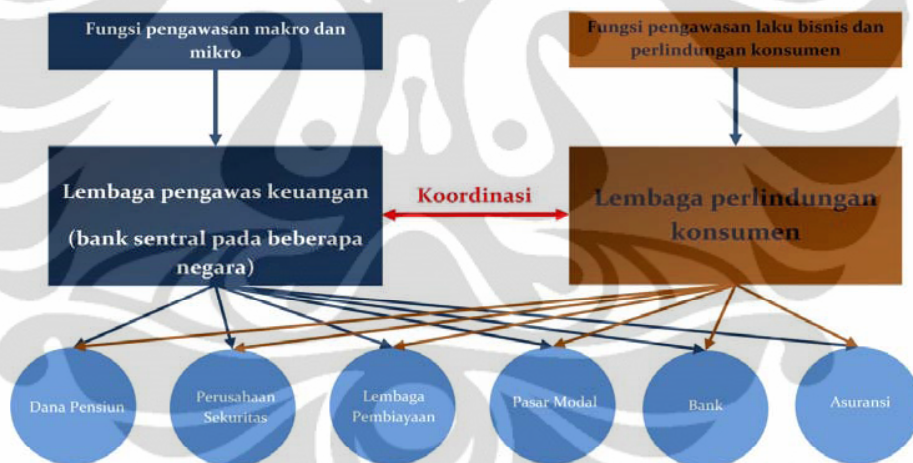 Fungsi pengawasan makro dan
mikro
Fungsi pengawasan laku bisnis dan
perlindungan konsumen
Lembaga pengawas keuangan
(bank sentral pada beberapa
negara)
Koordinasi
Lembaga perlindungan
konsumen
Dana Pensiun
Perusahaan
Sekuritas
Lembaga
Pembiayaan
Pasar Modal
Bank
Asuransi